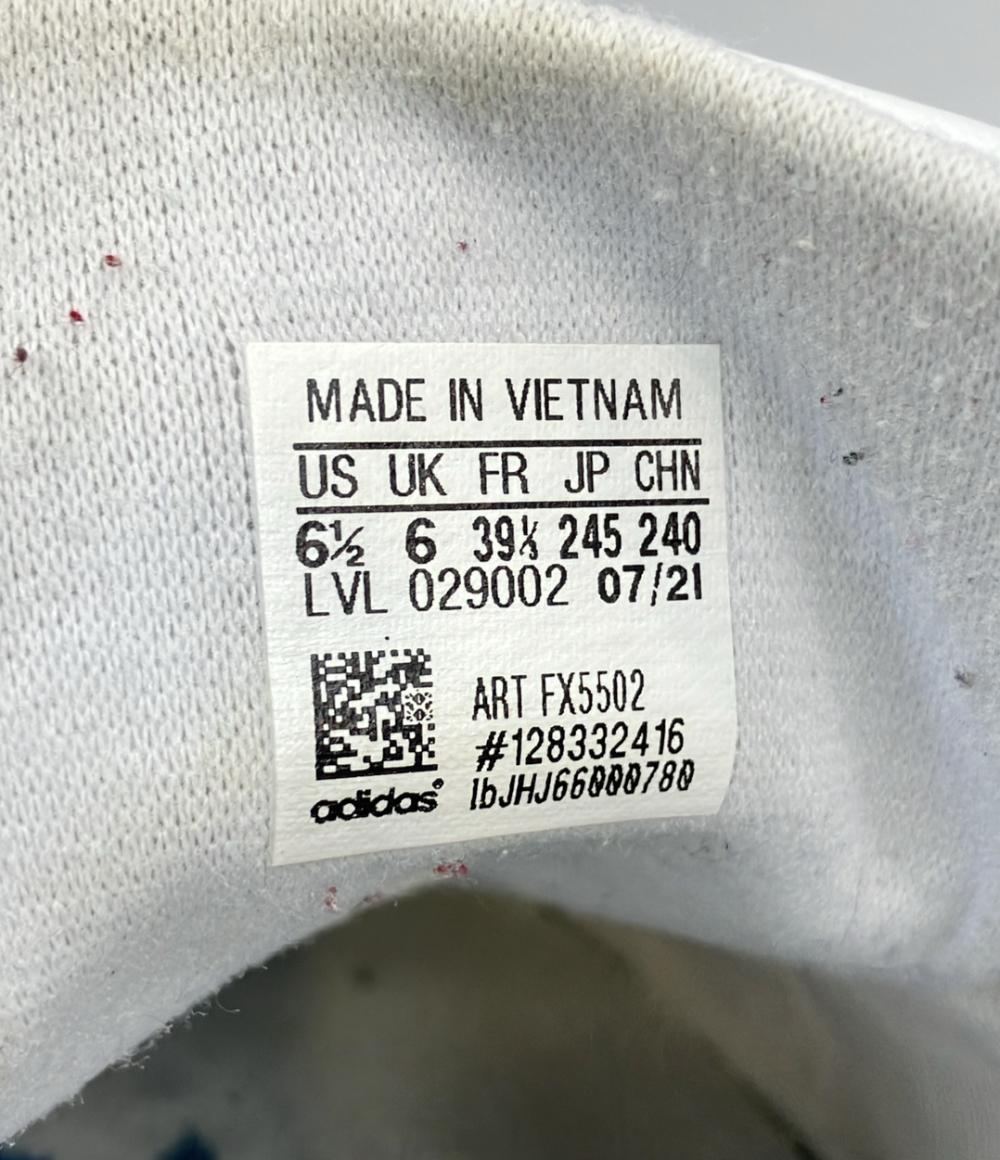 MADE IN VIETNAM
US UK FR JP CHN
6½ 6 39⅓ 245 240
LVL 029002 07/21
ART FX5502
#128332416
lbJHJ66000780
adidas®